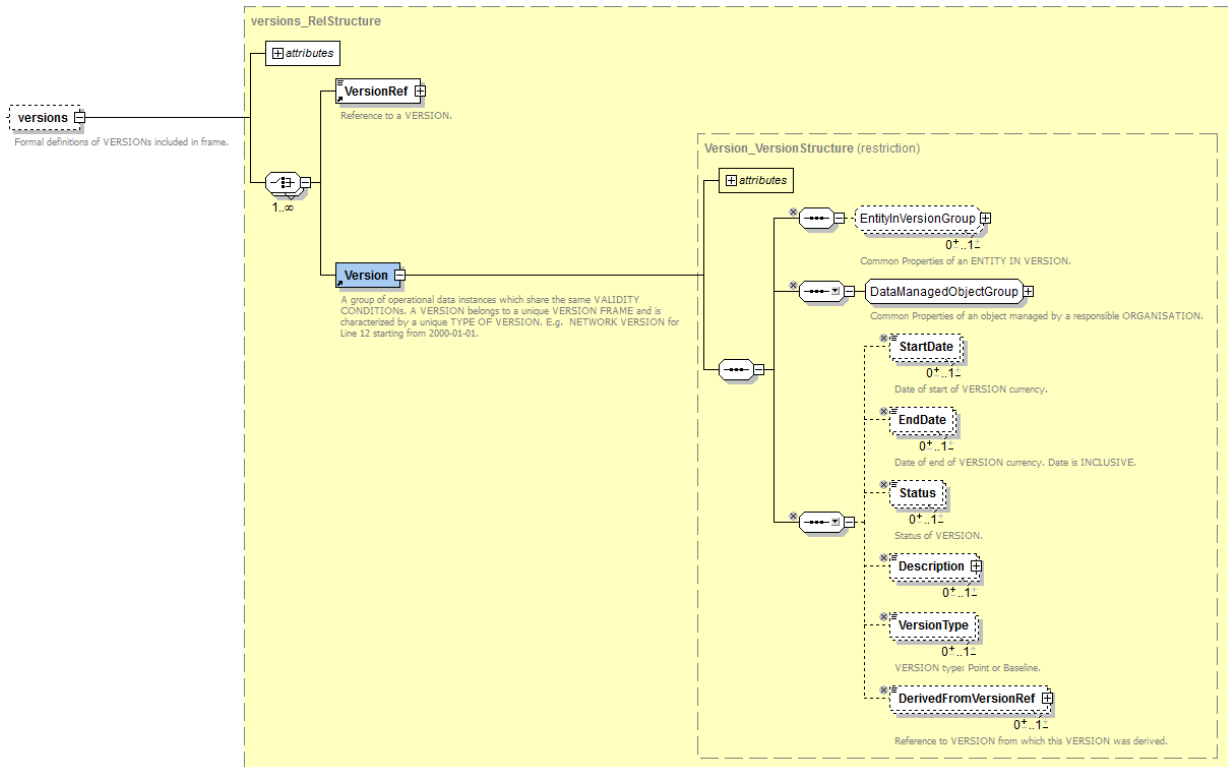 versions_RelStructure
attributes
VersionRef
Reference to a VERSION.
versions
Formal definitions of VERSIONs included in frame.
1..∞
Version_VersionStructure (restriction)
attributes
EntityInVersionGroup
0+..1+
Common Properties of an ENTITY IN VERSION.
Version
A group of operational data instances which share the same VALIDITY
CONDITIONs. A VERSION belongs to a unique VERSION FRAME and is
characterized by a unique TYPE OF VERSION. E.g.  NETWORK VERSION for
Line 12 starting from 2000-01-01.
DataManagedObjectGroup
Common Properties of an object managed by a responsible ORGANISATION.
StartDate
0+..1+
Date of start of VERSION currency.
EndDate
0+..1+
Date of end of VERSION currency. Date is INCLUSIVE.
Status
0+..1+
Status of VERSION.
Description
0+..1+
VersionType
0+..1+
VERSION type: Point or Baseline.
DerivedFromVersionRef
0+..1+
Reference to VERSION from which this VERSION was derived.